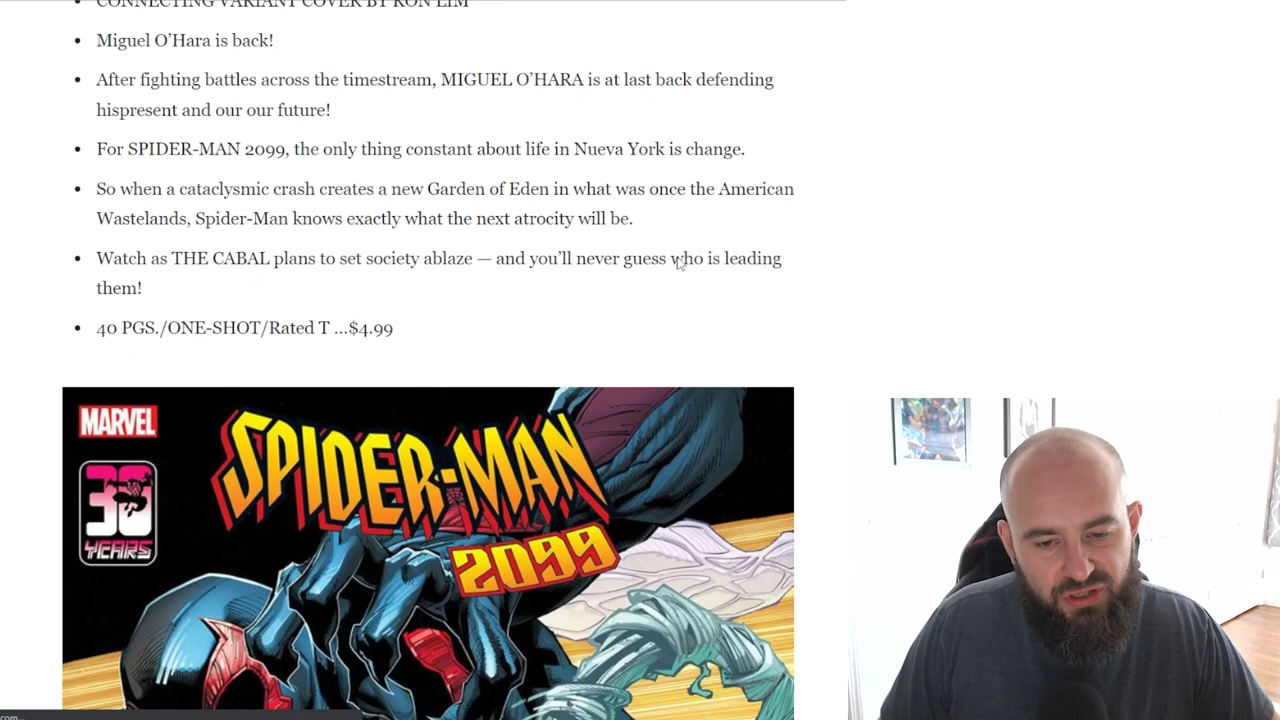 CONNECTING VARIANT COVER BY RON LIM
Miguel O’Hara is back!
After fighting battles across the timestream, MIGUEL O’HARA is at last back defending
hispresent and our our future!
For SPIDER-MAN 2099, the only thing constant about life in Nueva York is change.
So when a cataclysmic crash creates a new Garden of Eden in what was once the American
Wastelands, Spider-Man knows exactly what the next atrocity will be.
Watch as THE CABAL plans to set society ablaze — and you’ll never guess who is leading
them!
40 PGS./ONE-SHOT/Rated T …$4.99
MARVEL
SPIDER-MAN
30
YEARS
2099
.com...